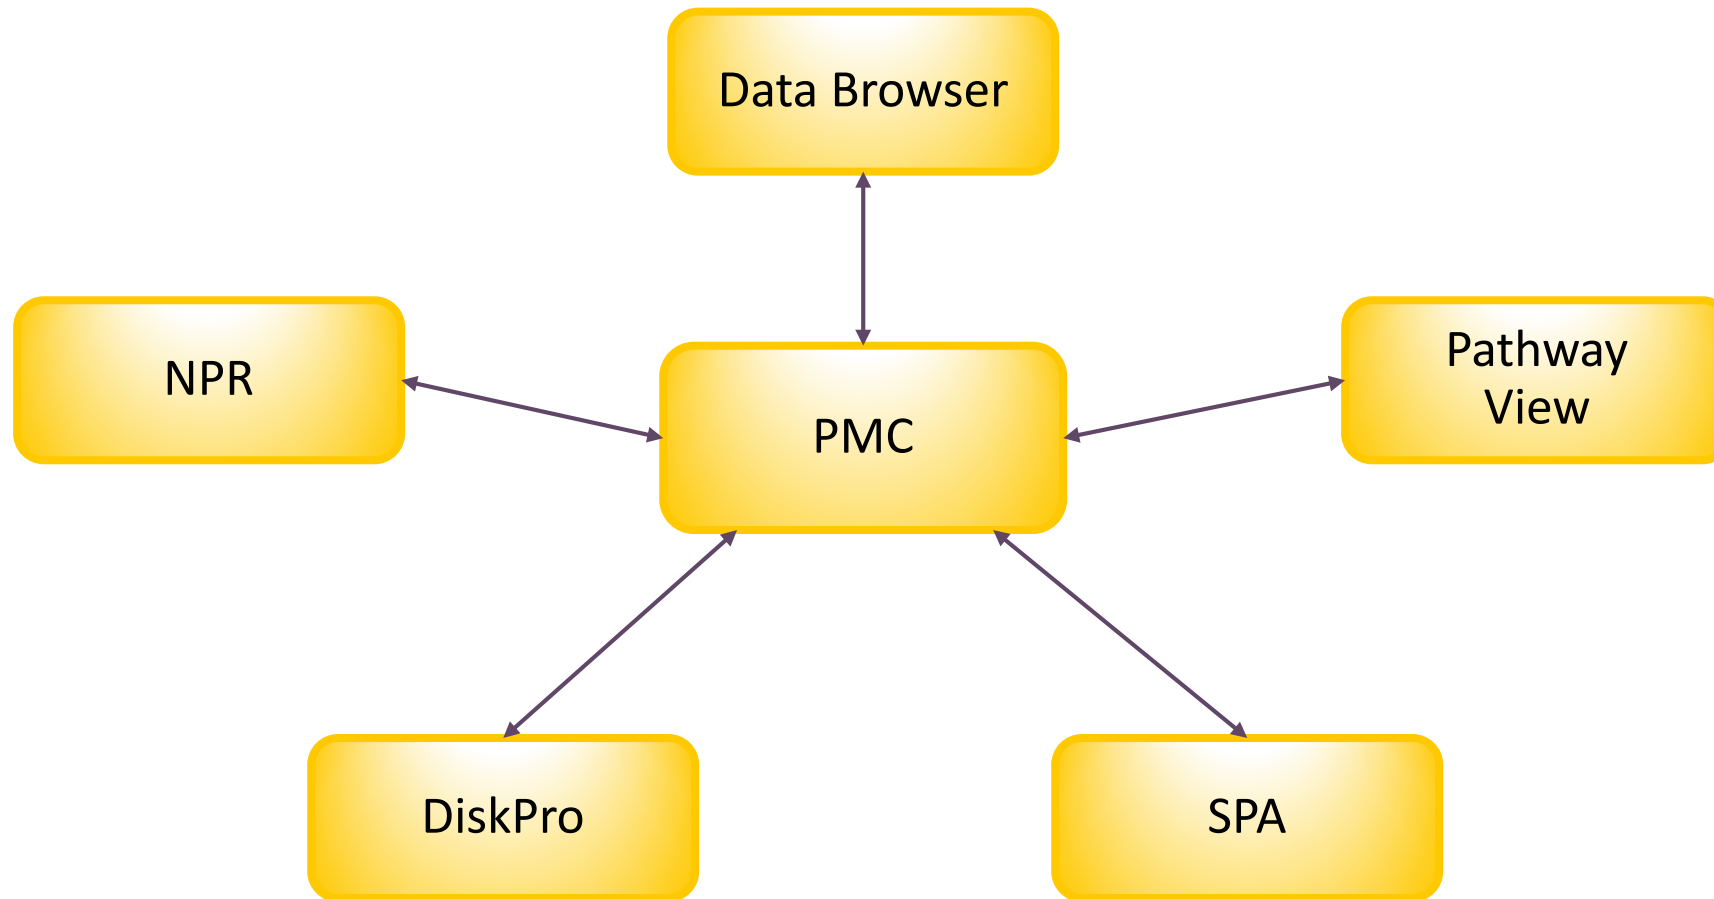 Data Browser
NPR
PMC
Pathway
View
DiskPro
SPA